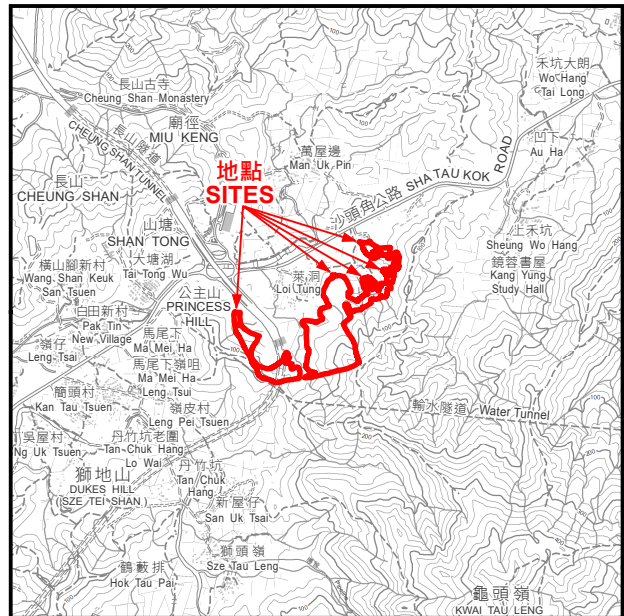 禾坑大朗
Wo Hang
Tai Long
長山古寺
Cheung Shan Monastery
廟徑
MIU KENG
長山隧道
CHEUNG SHAN TUNNEL
萬屋邊
Man Uk Pin
凹下
Au Ha
地點
SITES
沙頭角公路 SHA TAU KOK ROAD
長山
CHEUNG SHAN
山塘
SHAN TONG
上禾坑
Sheung Wo Hang
鏡蓉書屋
Kang Yung
Study Hall
橫山腳新村
Wang Shan Keuk
San Tsuen
大塘湖
Tai Tong Wu
萊洞
Loi Tung
公主山
PRINCESS
HILL
白田新村
Pak Tin
New Village
馬尾下
Ma Mei Ha
嶺仔
Leng Tsai
馬尾下嶺咀
Ma Mei Ha
Leng Tsui
簡頭村
Kan Tau Tsuen
嶺皮村
Leng Pei Tsuen
輸水隧道 Water Tunnel
吳屋村
Ng Uk Tsuen
丹竹坑老圍
Tan Chuk Hang
Lo Wai
獅地山
DUKES HILL
(SZE TEI SHAN)
丹竹坑
Tan Chuk
Hang
新屋仔
San Uk Tsai
獅頭嶺
Sze Tau Leng
鶴藪排
Hok Tau Pai
龜頭嶺
KWAI TAU LENG